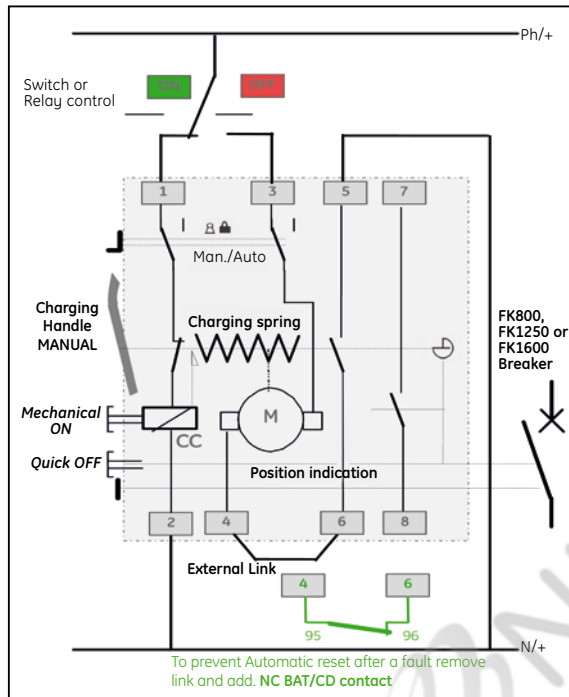 Ph/+
Switch or
Relay control
ON
OFF
1
3
5
7
Man./Auto
Charging
Handle
MANUAL
Charging spring
FK800,
FK1250 or
FK1600
Breaker
M
Mechanical
ON
CC
Quick OFF
Position indication
2
4
6
8
External Link
4
6
95
96
N/+
To prevent Automatic reset after a fault remove
link and add. NC BAT/CD contact